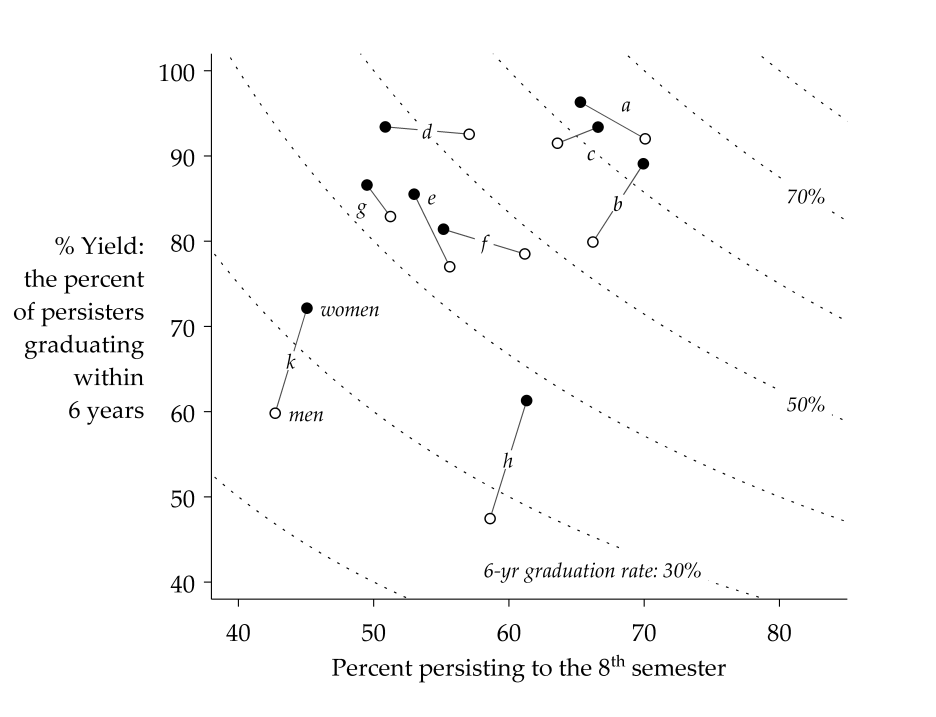 100
90
80
70
60
50
40
% Yield:
the percent
of persisters
graduating
within
6 years
a
d
c
e
g
b
f
70%
women
k
men
50%
h
6-yr graduation rate: 30%
40
50
60
70
80
Percent persisting to the 8th semester